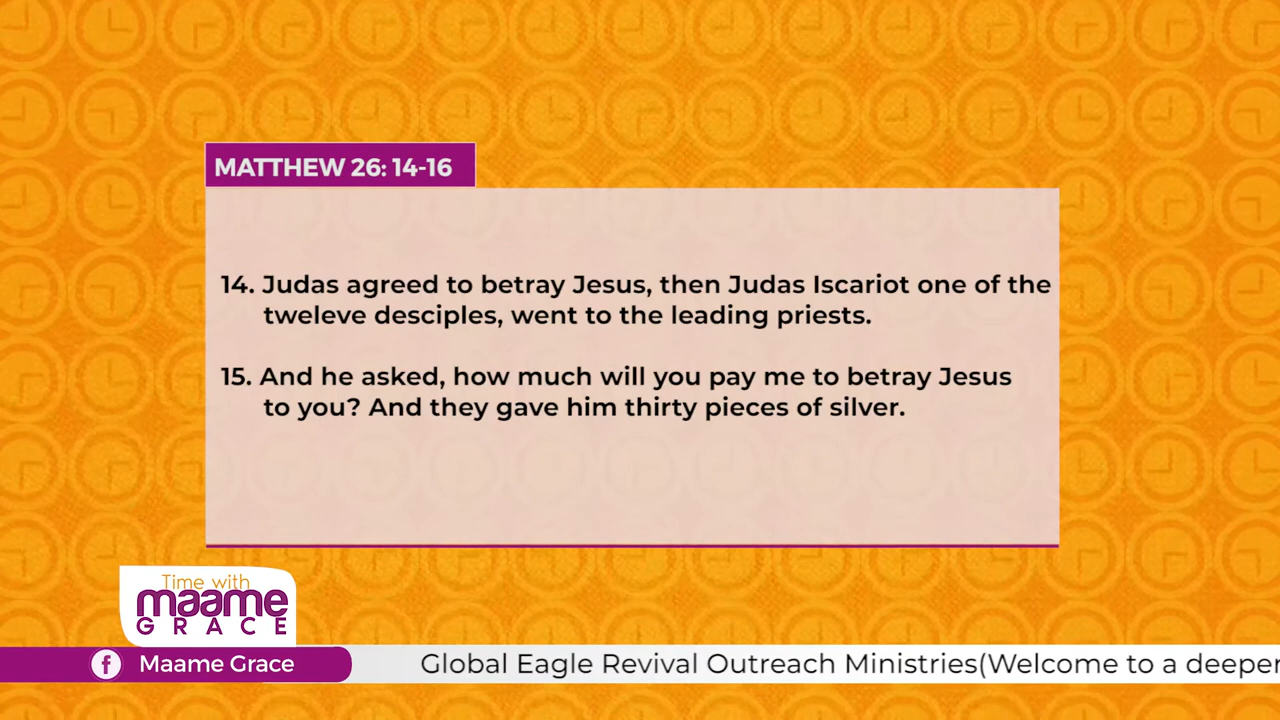 MATTHEW 26: 14-16
14. Judas agreed to betray Jesus, then Judas Iscariot one of the
tweleve desciples, went to the leading priests.
15. And he asked, how much will you pay me to betray Jesus
to you? And they gave him thirty pieces of silver.
Time with
maame
GRACE
f Maame Grace
Global Eagle Revival Outreach Ministries(Welcome to a deeper